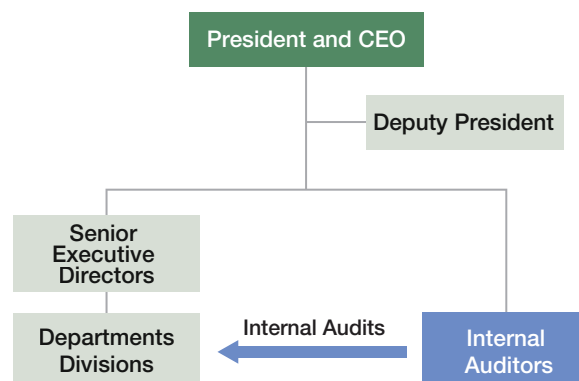 President and CEO
Deputy President
Senior
Executive
Directors
Departments
Divisions
Internal Audits
Internal
Auditors